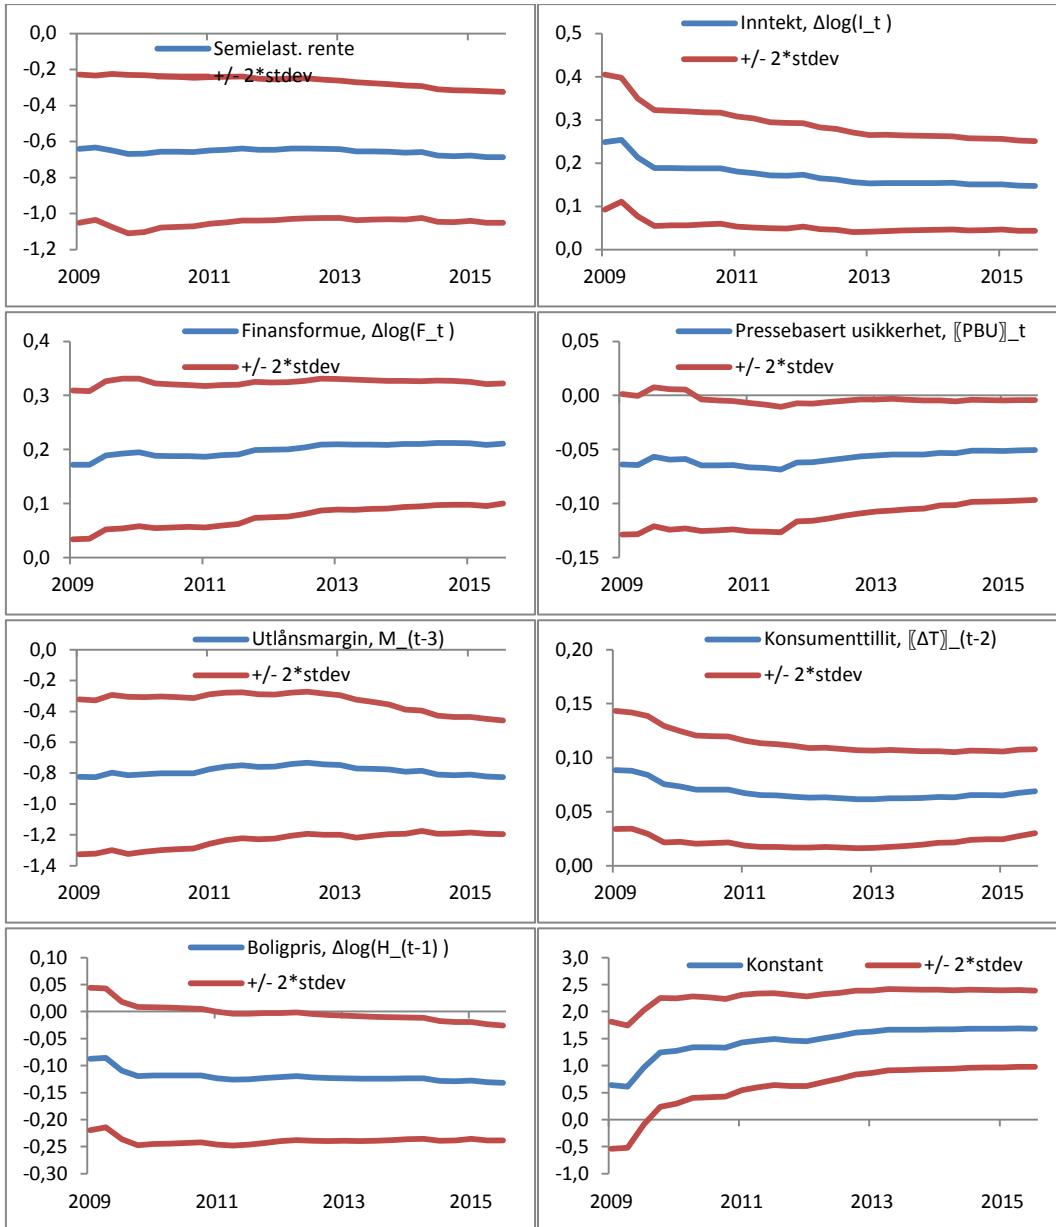 Semielast. rente
+/- 2*stdev
0,0
-0,2
-0,4
-0,6
-0,8
-1,0
-1,2
2009 2011 2013 2015
Inntekt, Δlog(I_t )
+/- 2*stdev
0,5
0,4
0,3
0,2
0,1
0,0
2009 2011 2013 2015
Finansformue, Δlog(F_t )
+/- 2*stdev
0,4
0,3
0,2
0,1
0,0
2009 2011 2013 2015
Pressebasert usikkerhet, 〖PBU〗_t
+/- 2*stdev
0,05
0,00
-0,05
-0,10
-0,15
2009 2011 2013 2015
Utlånsmargin, M_(t-3)
+/- 2*stdev
0,0
-0,2
-0,4
-0,6
-0,8
-1,0
-1,2
-1,4
2009 2011 2013 2015
Konsumenttillit, 〖ΔT〗_(t-2)
+/- 2*stdev
0,20
0,15
0,10
0,05
0,00
2009 2011 2013 2015
Boligpris, Δlog(H_(t-1) )
+/- 2*stdev
0,10
0,05
0,00
-0,05
-0,10
-0,15
-0,20
-0,25
-0,30
2009 2011 2013 2015
Konstant +/- 2*stdev
3,0
2,5
2,0
1,5
1,0
0,5
0,0
-0,5
-1,0
2009 2011 2013 2015